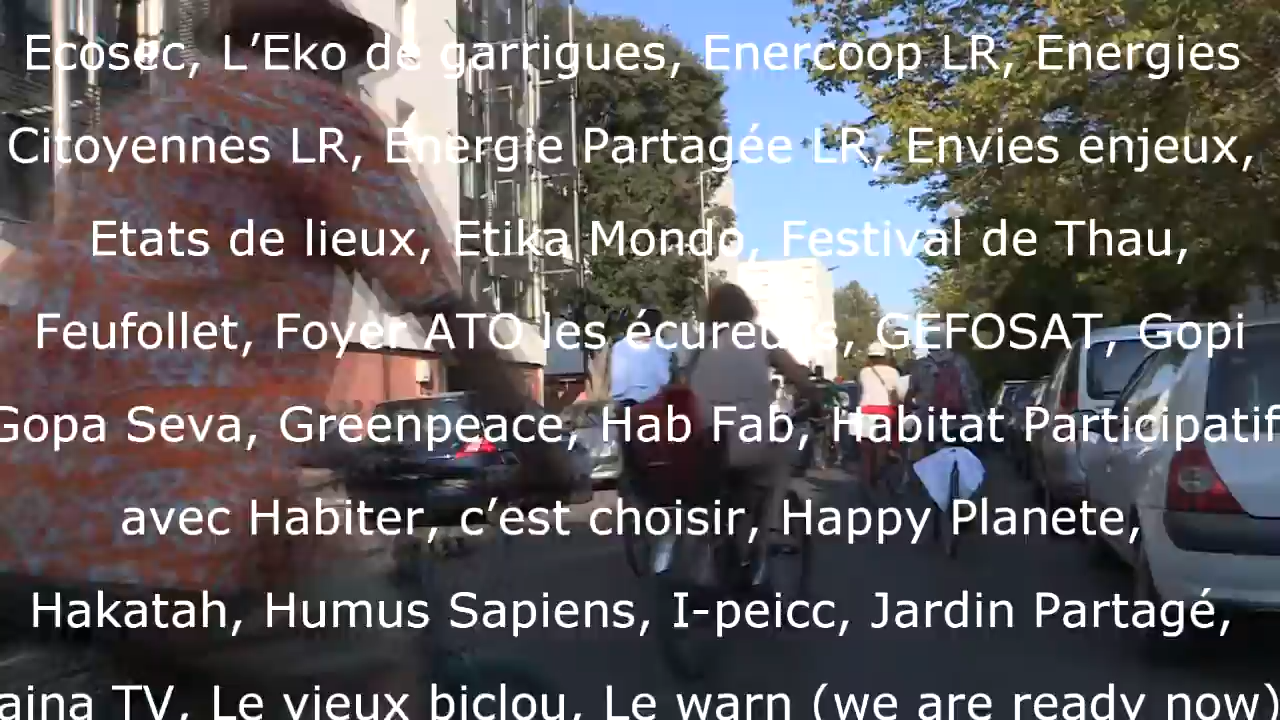 Ecosec, L’Eko de garrigues, Enercoop LR, Energies
Citoyennes LR, Energie Partagée LR, Envies enjeux,
Etats de lieux, Etika Mondo, Festival de Thau,
Feufollet, Foyer ATO les écureuils, GEFOSAT, Gopi
Gopa Seva, Greenpeace, Hab Fab, Habitat Participatif
avec Habiter, c’est choisir, Happy Planete,
Hakatah, Humus Sapiens, I-peicc, Jardin Partagé,
TV, Le vieux biclou, Le warn (we are ready now)